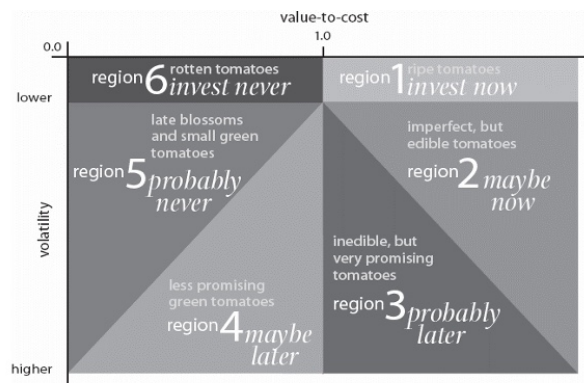 value-to-cost
0.0
1.0
lower
volatility
higher
region 6 rotten tomatoes
invest never
region 1 ripe tomatoes
invest now
late blossoms
and small green
tomatoes
region 5 probably
never
imperfect, but
edible tomatoes
region 2 maybe
now
less promising
green tomatoes
region 4 maybe
later
inedible, but
very promising
tomatoes
region 3 probably
later